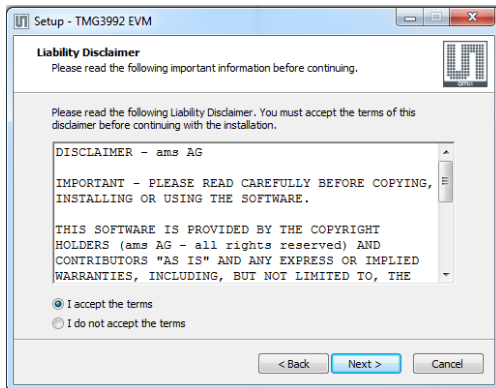 Setup - TMG3992 EVM
Liability Disclaimer
Please read the following important information before continuing.
amu
Please read the following Liability Disclaimer. You must accept the terms of this
disclaimer before continuing with the installation.
DISCLAIMER - ams AG
IMPORTANT - PLEASE READ CAREFULLY BEFORE COPYING,
INSTALLING OR USING THE SOFTWARE.
THIS SOFTWARE IS PROVIDED BY THE COPYRIGHT
HOLDERS (ams AG - all rights reserved) AND
CONTRIBUTORS "AS IS" AND ANY EXPRESS OR IMPLIED
WARRANTIES, INCLUDING, BUT NOT LIMITED TO, THE
I accept the terms
I do not accept the terms
< Back
Next >
Cancel